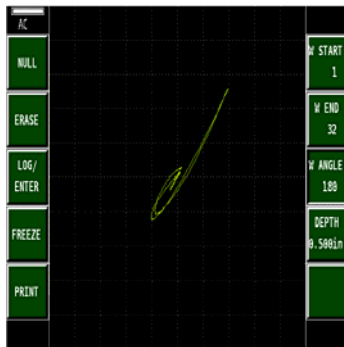 AC
NULL
ERASE
LOG/
ENTER
FREEZE
PRINT
W START
1
W END
32
W ANGLE
180
DEPTH
0.500in